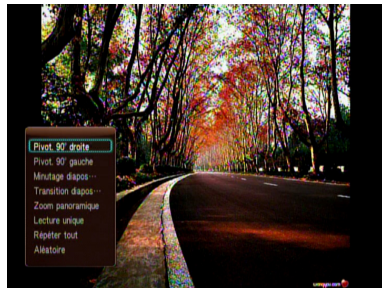 Pivot. 90° droite
Pivot. 90° gauche
Minutage diapos···
Transition diapos···
Zoom panoramique
Lecture unique
Répéter tout
Aléatoire